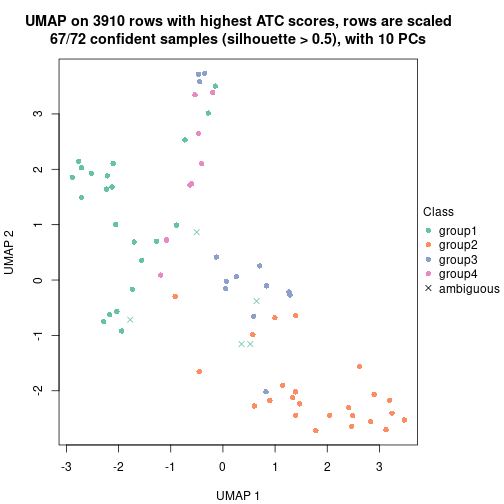 UMAP on 3910 rows with highest ATC scores, rows are scaled
67/72 confident samples (silhouette > 0.5), with 10 PCs
3
2
1
0
-1
-2
UMAP 2
-3
-2
-1
0
1
2
3
UMAP 1
Class
group1
group2
group3
group4
ambiguous